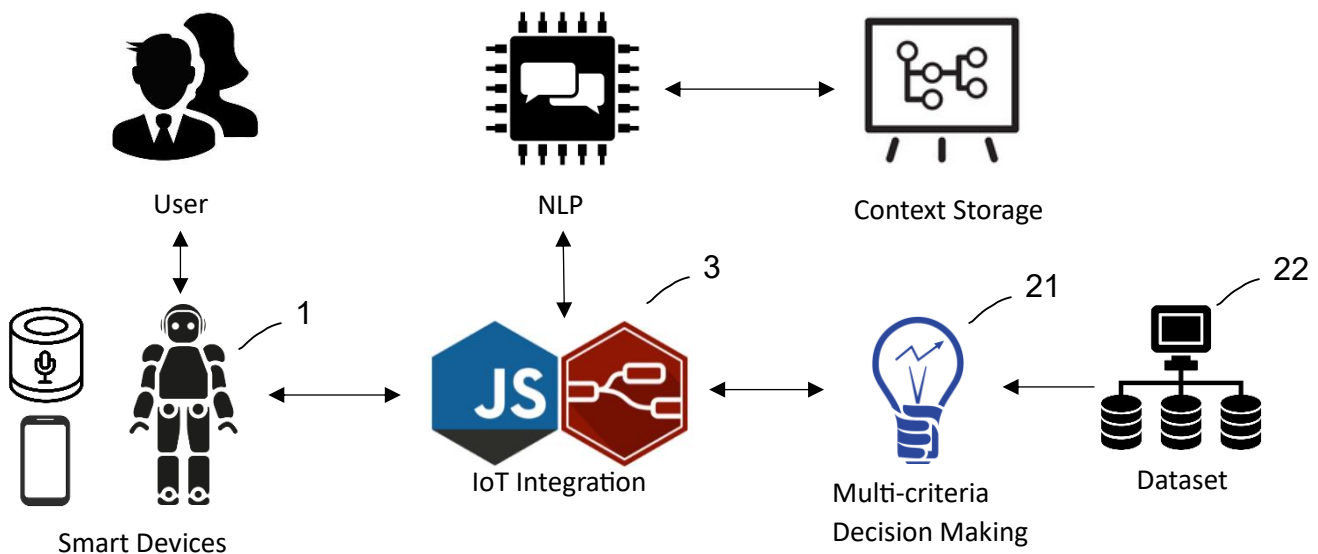 User
NLP
Context Storage
1
3
21
22
JS
IoT Integration
Multi-criteria
Decision Making
Dataset
Smart Devices